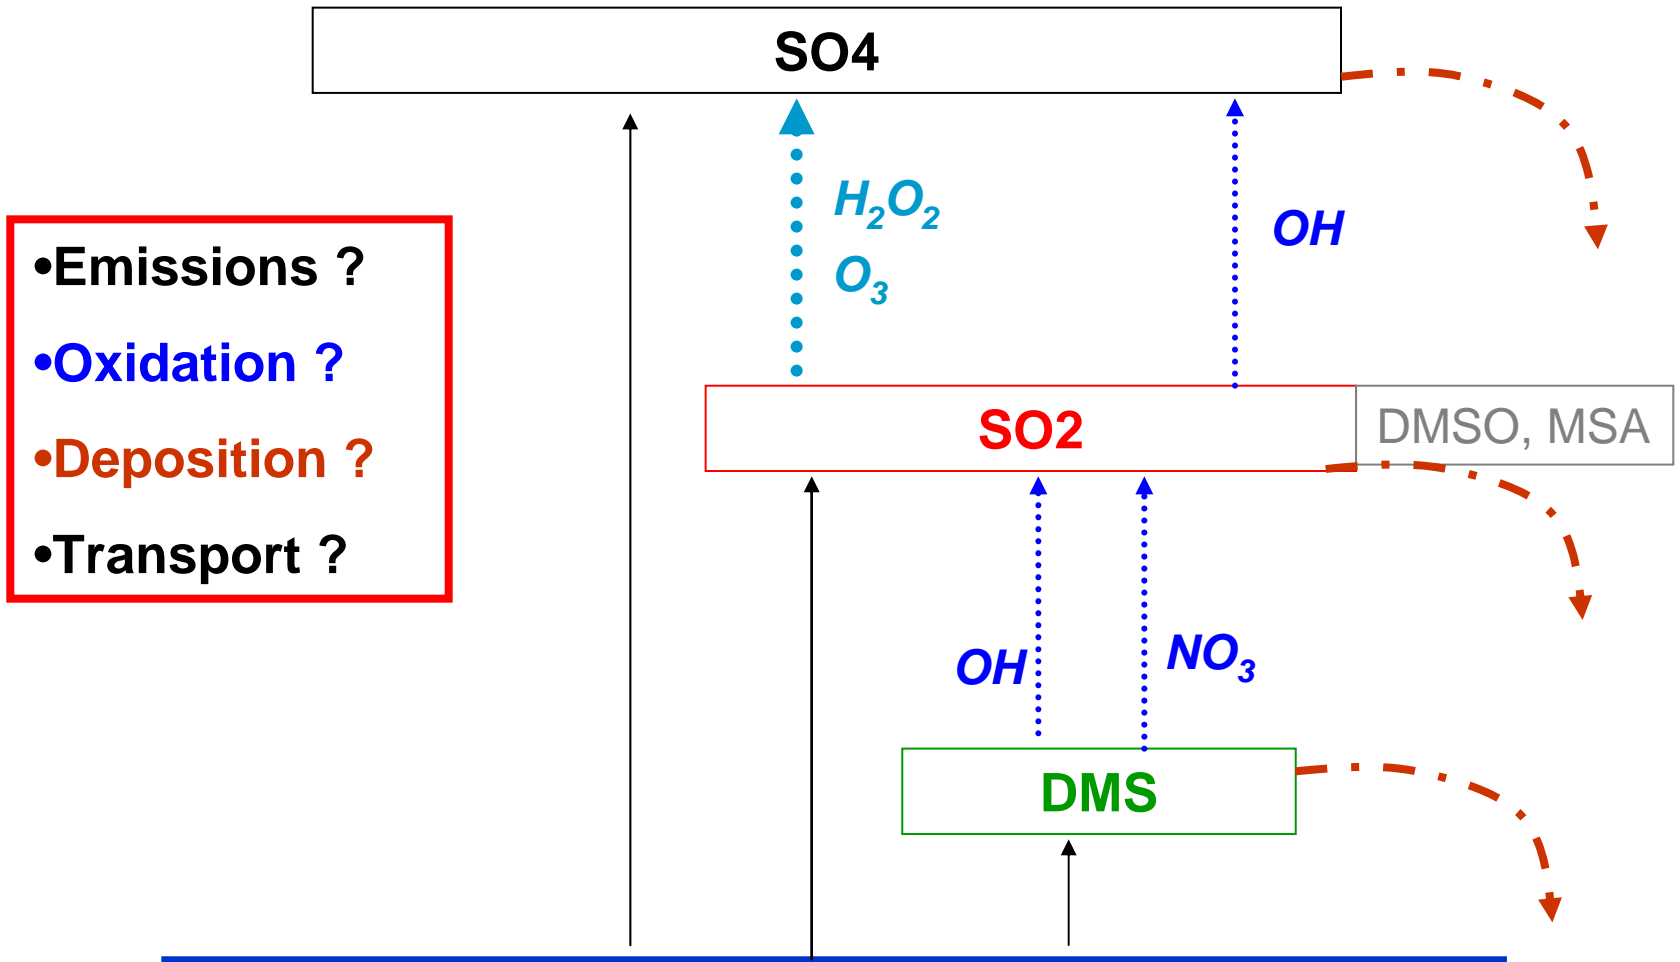 SO4
H₂O₂
O₃
OH
•Emissions ?
•Oxidation ?
•Deposition ?
•Transport ?
SO2
DMSO, MSA
OH
NO₃
DMS